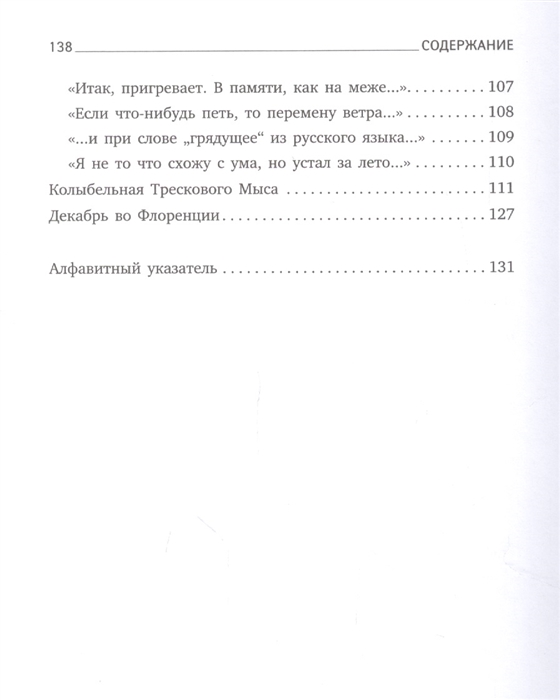 138 СОДЕРЖАНИЕ
«Итак, пригревает. В памяти, как на меже...» .......... 107
«Если что-нибудь петь, то перемену ветра...» .......... 108
«...и при слове „грядущее“ из русского языка...» ....... 109
«Я не то что схожу с ума, но устал за лето...» ......... 110
Колыбельная Трескового Мыса ........................ 111
Декабрь во Флоренции ................................ 127
Алфавитный указатель ................................ 131